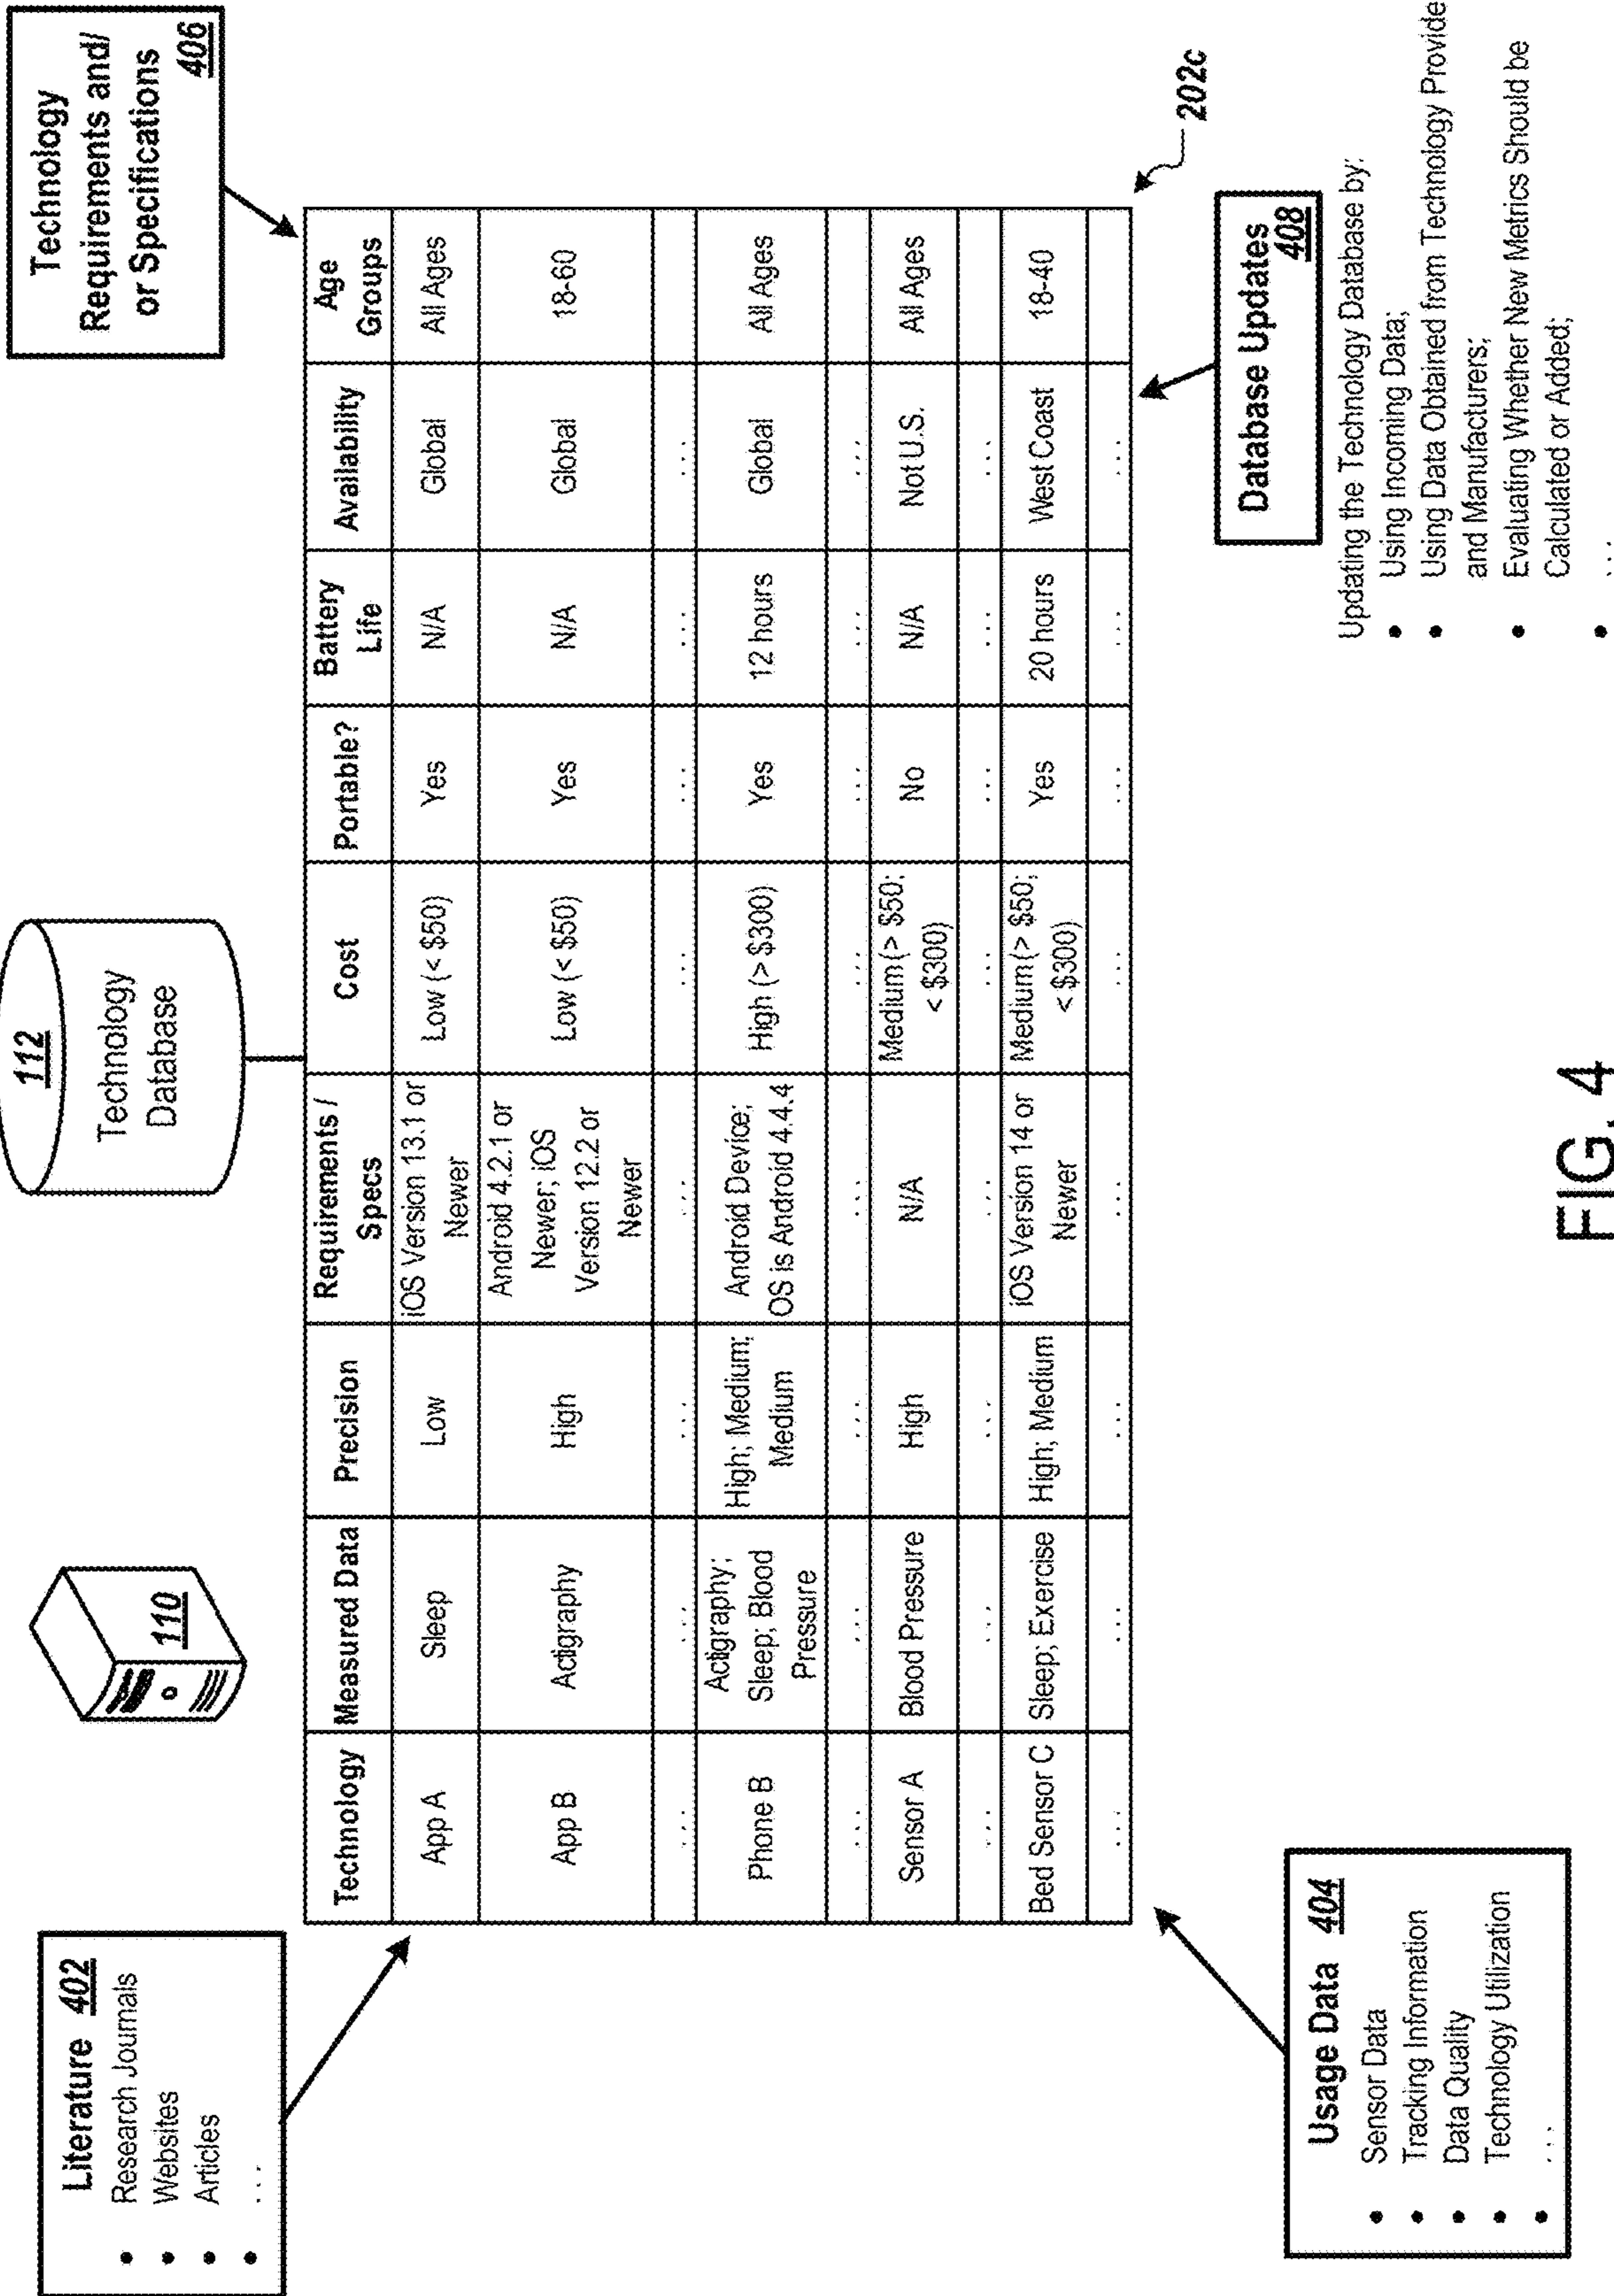 Literature 402
• Research Journals
• Websites
• Articles
• ...
110
112
Technology
Database
Technology
Requirements and/
or Specifications
406
Technology
Measured Data
Precision
Requirements /
Specs
Cost
Portable?
Battery
Life
Availability
Age
Groups
App A
Sleep
Low
iOS Version 13.1 or
Newer
Low (< $50)
Yes
N/A
Global
All Ages
App B
Actigraphy
High
Android 4.2.1 or
Newer; iOS
Version 12.2 or
Newer
Low (< $50)
Yes
N/A
Global
18-60
... ... ... ... ... ... ... ...
Phone B
Actigraphy;
Sleep; Blood
Pressure
High; Medium;
Medium
Android Device;
OS is Android 4.4.4
High (> $300)
Yes
12 hours
Global
All Ages
... ... ... ... ... ... ... ...
Sensor A
Blood Pressure
High
N/A
Medium (> $50;
< $300)
No
N/A
Not U.S.
All Ages
... ... ... ... ... ... ... ...
Bed Sensor C
Sleep; Exercise
High; Medium
iOS Version 14 or
Newer
Medium (> $50;
< $300)
Yes
20 hours
West Coast
18-40
... ... ... ... ... ... ... ...
202c
Usage Data 404
• Sensor Data
• Tracking Information
• Data Quality
• Technology Utilization
• ...
Database Updates
408
Updating the Technology Database by:
• Using Incoming Data;
• Using Data Obtained from Technology Provide
and Manufacturers;
• Evaluating Whether New Metrics Should be
Calculated or Added;
• ...
FIG. 4